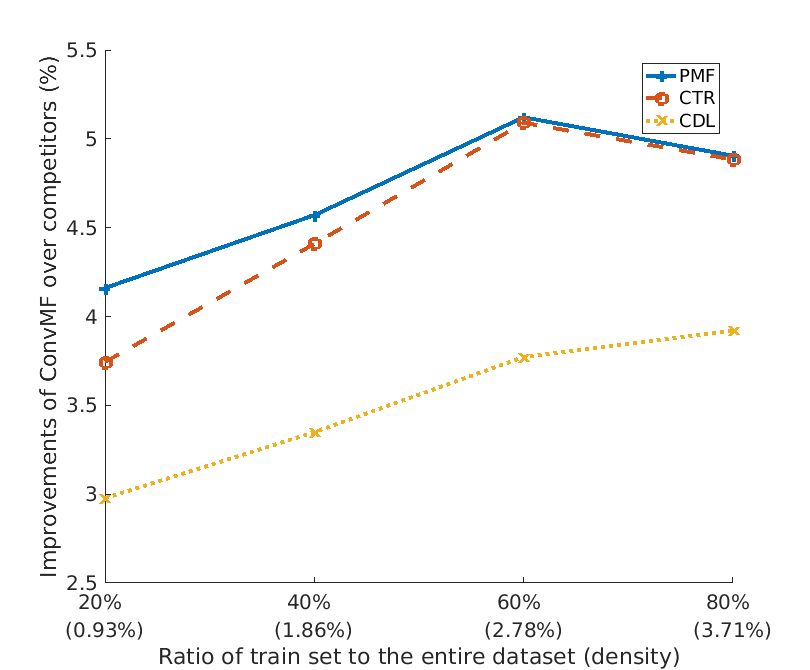 Improvements of ConvMF over competitors (%)
5.5
5
4.5
4
3.5
3
2.5
PMF
CTR
CDL
20% 40% 60% 80%
(0.93%) (1.86%) (2.78%) (3.71%)
Ratio of train set to the entire dataset (density)